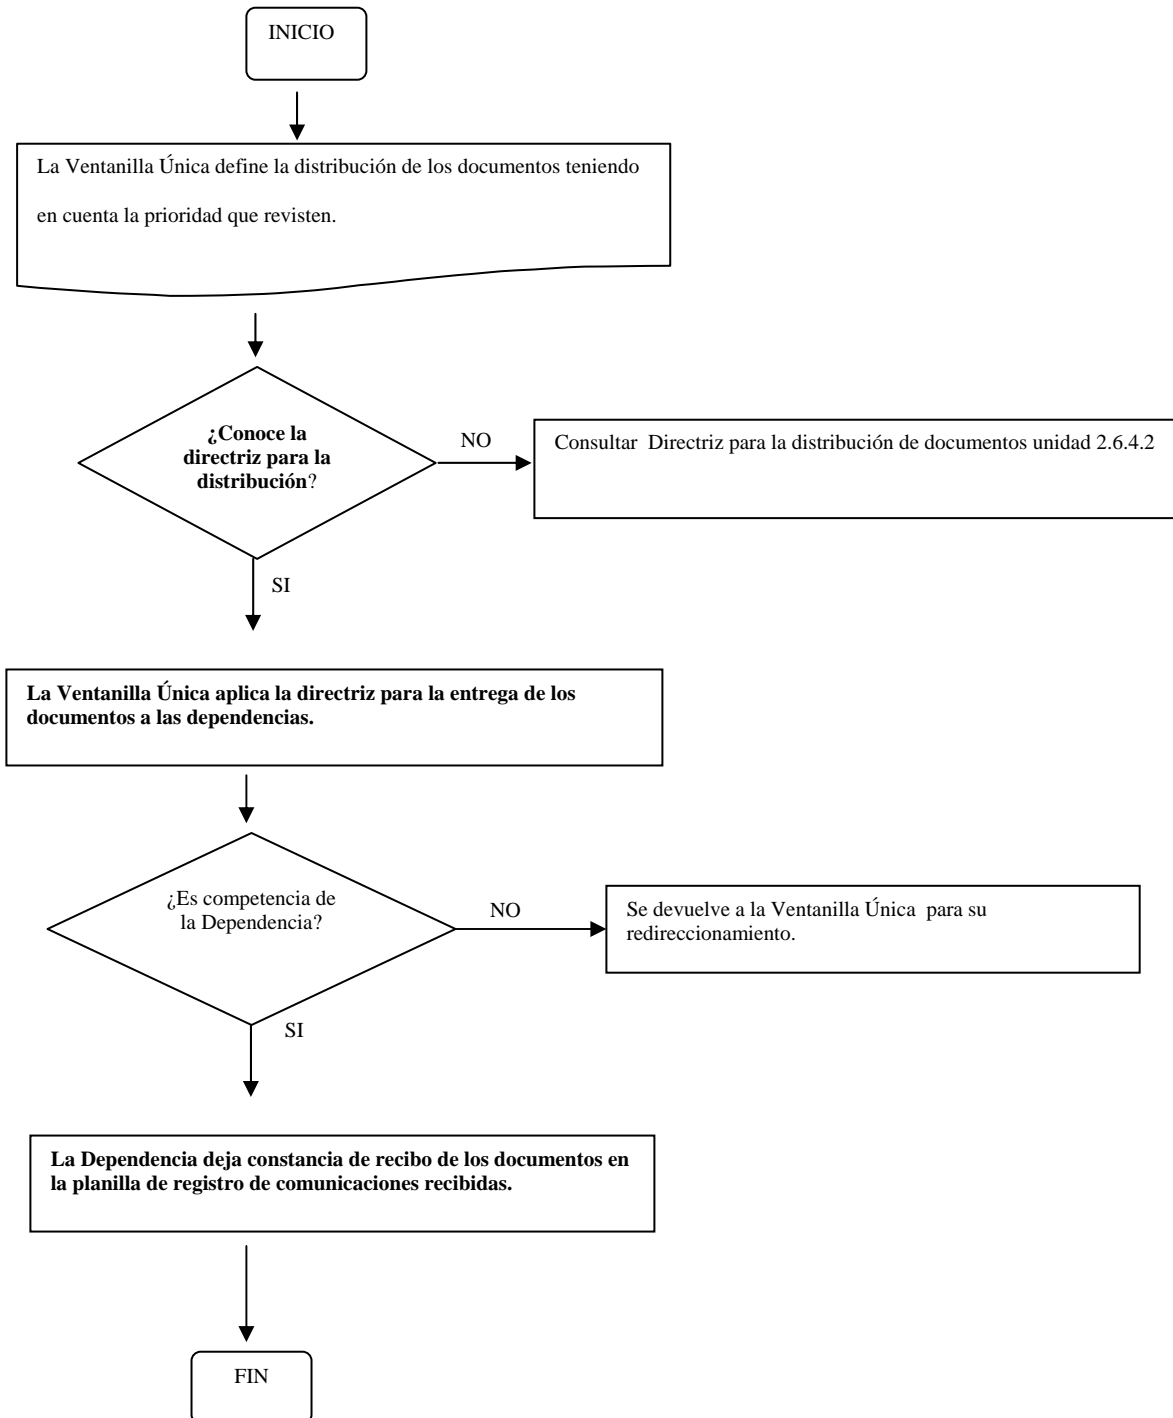 INICIO
La Ventanilla Única define la distribución de los documentos teniendo
en cuenta la prioridad que revisten.
¿Conoce la
directriz para la
distribución?
NO
Consultar Directriz para la distribución de documentos unidad 2.6.4.2
SI
La Ventanilla Única aplica la directriz para la entrega de los
documentos a las dependencias.
¿Es competencia de
la Dependencia?
NO
Se devuelve a la Ventanilla Única para su
redireccionamiento.
SI
La Dependencia deja constancia de recibo de los documentos en
la planilla de registro de comunicaciones recibidas.
FIN